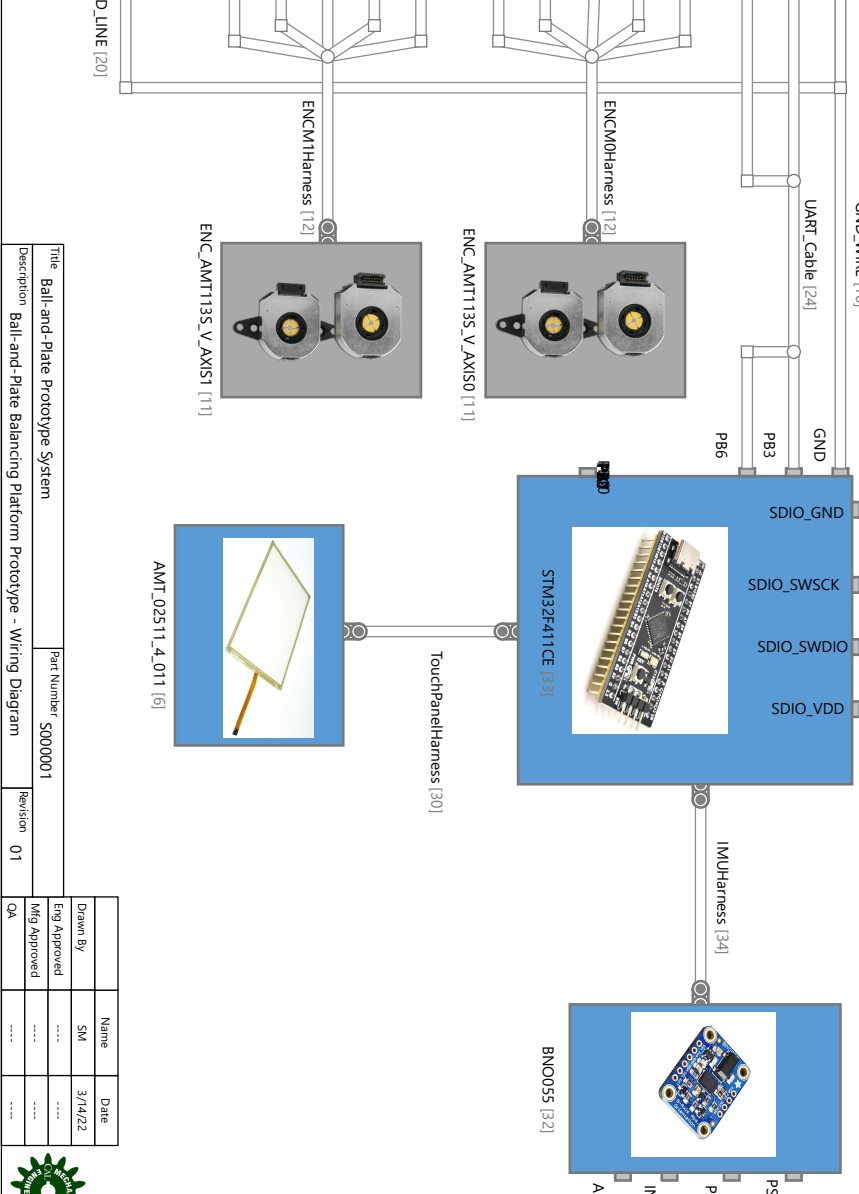 D_LINE [20]
ENCM1Harness [12]
ENCM0Harness [12]
UART_Cable [24]
ENC_AMT113S_V_AXIS1 [11]
ENC_AMT113S_V_AXIS0 [11]
PB6
PB3
GND
SDIO_GND
SDIO_SWSCK
SDIO_SWDIO
SDIO_VDD
STM32F411CE [33]
AMT_02511_4_011 [6]
TouchPanelHarness [30]
IMUHarness [34]
BNO055 [32]
Title Ball-and-Plate Prototype System
Part Number S000001
Description Ball-and-Plate Balancing Platform Prototype - Wiring Diagram
Revision 01
Name Date
Drawn By SM 3/14/22
Eng Approved ---- ----
Mfg Approved ---- ----
QA ---- ----
CAL